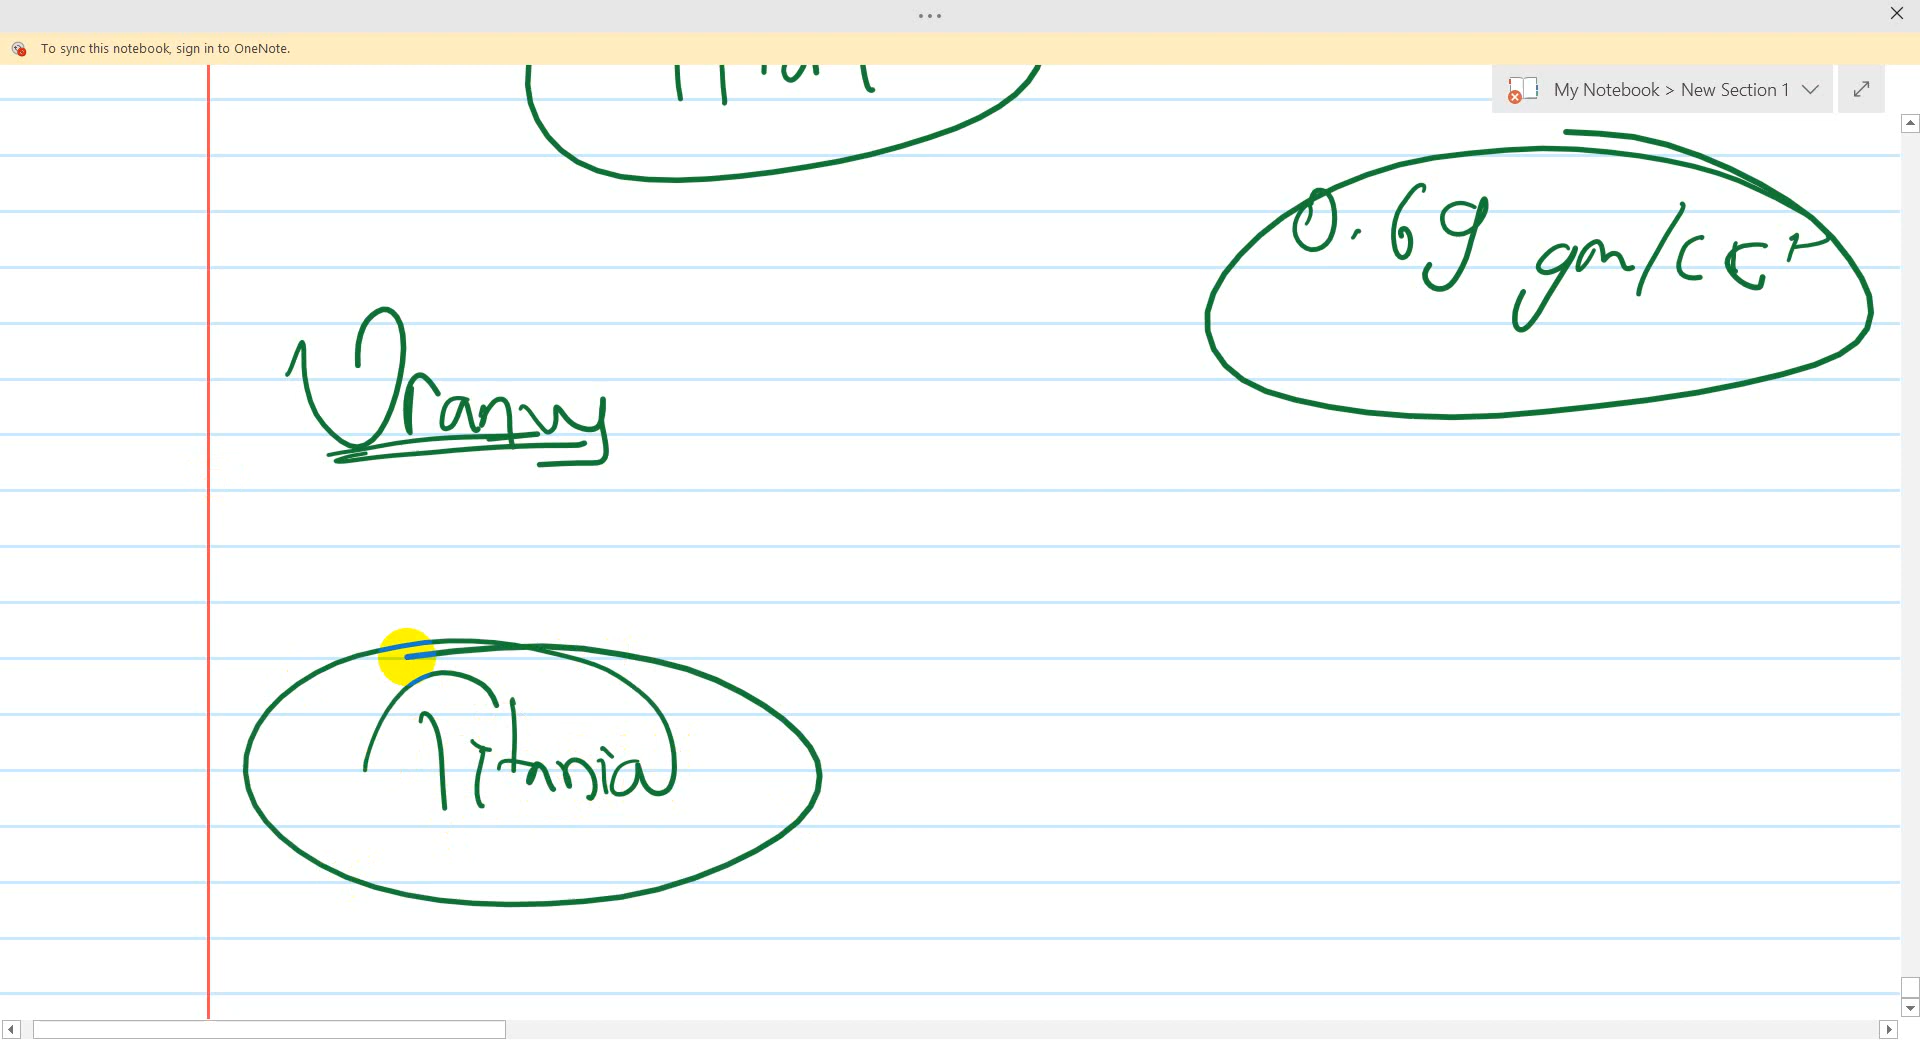 To sync this notebook, sign in to OneNote.
My Notebook > New Section 1
0.69 gm/cc
Uranus
Titania